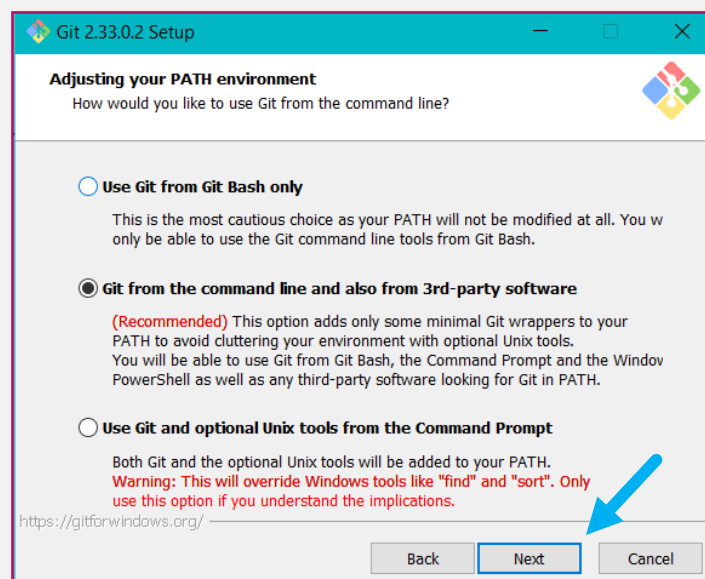 Git 2.33.0.2 Setup
Adjusting your PATH environment
How would you like to use Git from the command line?
Use Git from Git Bash only
This is the most cautious choice as your PATH will not be modified at all. You w
only be able to use the Git command line tools from Git Bash.
Git from the command line and also from 3rd-party software
(Recommended) This option adds only some minimal Git wrappers to your
PATH to avoid cluttering your environment with optional Unix tools.
You will be able to use Git from Git Bash, the Command Prompt and the Window
PowerShell as well as any third-party software looking for Git in PATH.
Use Git and optional Unix tools from the Command Prompt
Both Git and the optional Unix tools will be added to your PATH.
Warning: This will override Windows tools like "find" and "sort". Only
use this option if you understand the implications.
https://gitforwindows.org/
Back Next Cancel